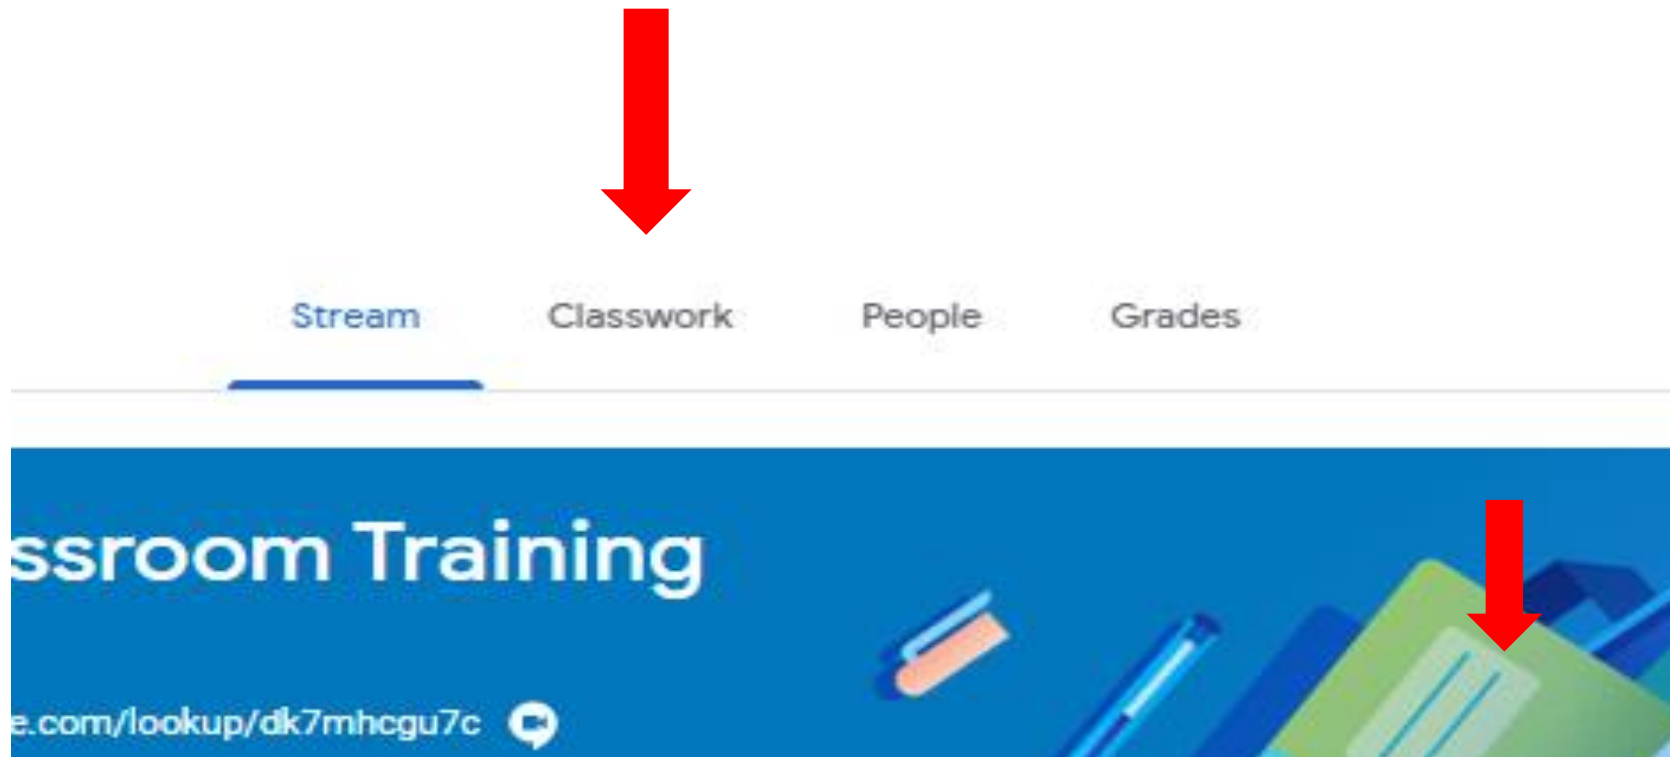 Stream Classwork People Grades
ssroom Training
e.com/lookup/dk7mhcgu7c